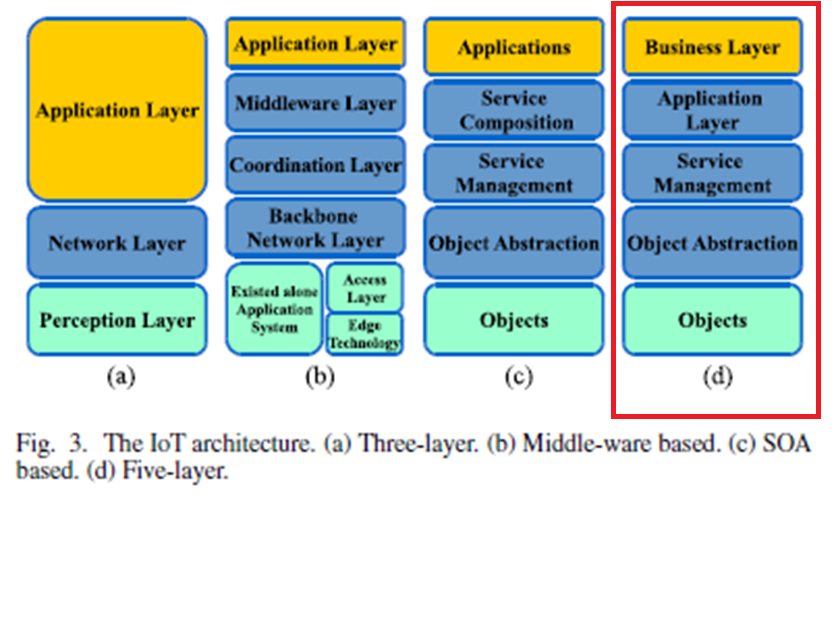 Application Layer
Network Layer
Perception Layer
(a)
Application Layer
Middleware Layer
Coordination Layer
Backbone
Network Layer
Existed alone
Application
System
Access
Layer
Edge
Technology
(b)
Applications
Service
Composition
Service
Management
Object Abstraction
Objects
(c)
Business Layer
Application
Layer
Service
Management
Object Abstraction
Objects
(d)
Fig. 3. The IoT architecture. (a) Three-layer. (b) Middle-ware based. (c) SOA
based. (d) Five-layer.